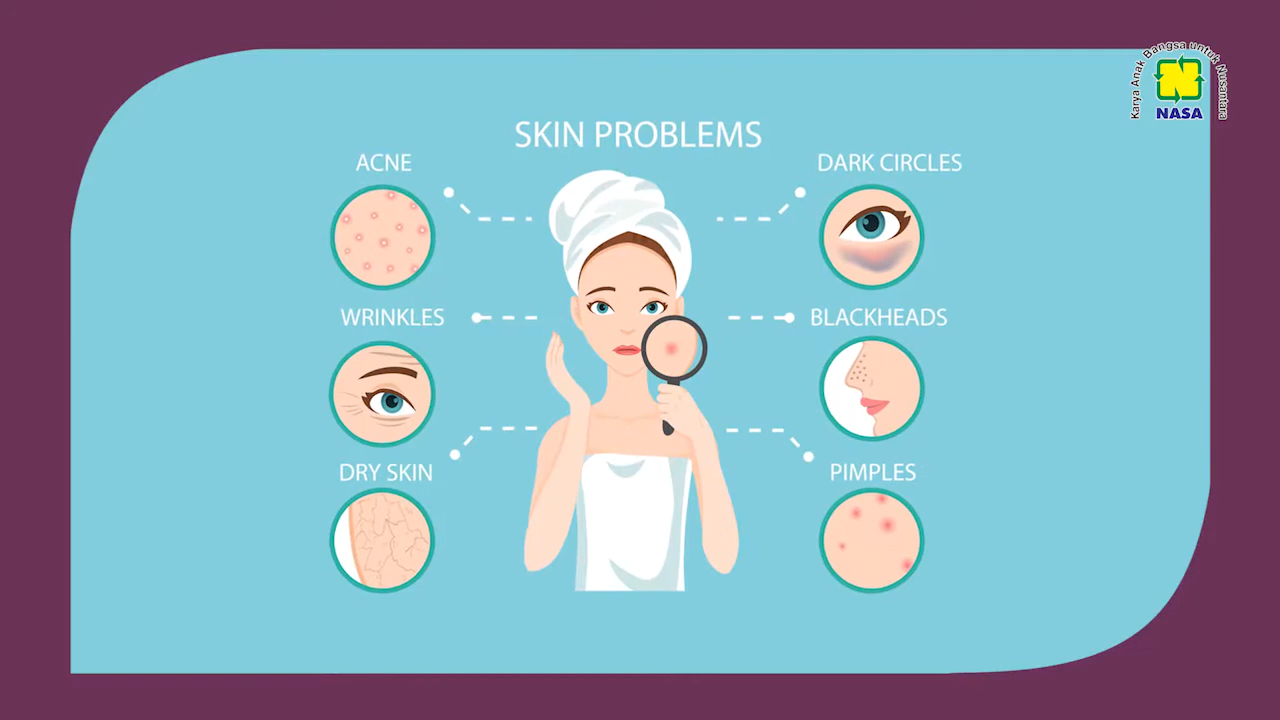 Karya Anak Bangsa untuk Nusantara
N
NASA
SKIN PROBLEMS
ACNE
DARK CIRCLES
WRINKLES
BLACKHEADS
DRY SKIN
PIMPLES